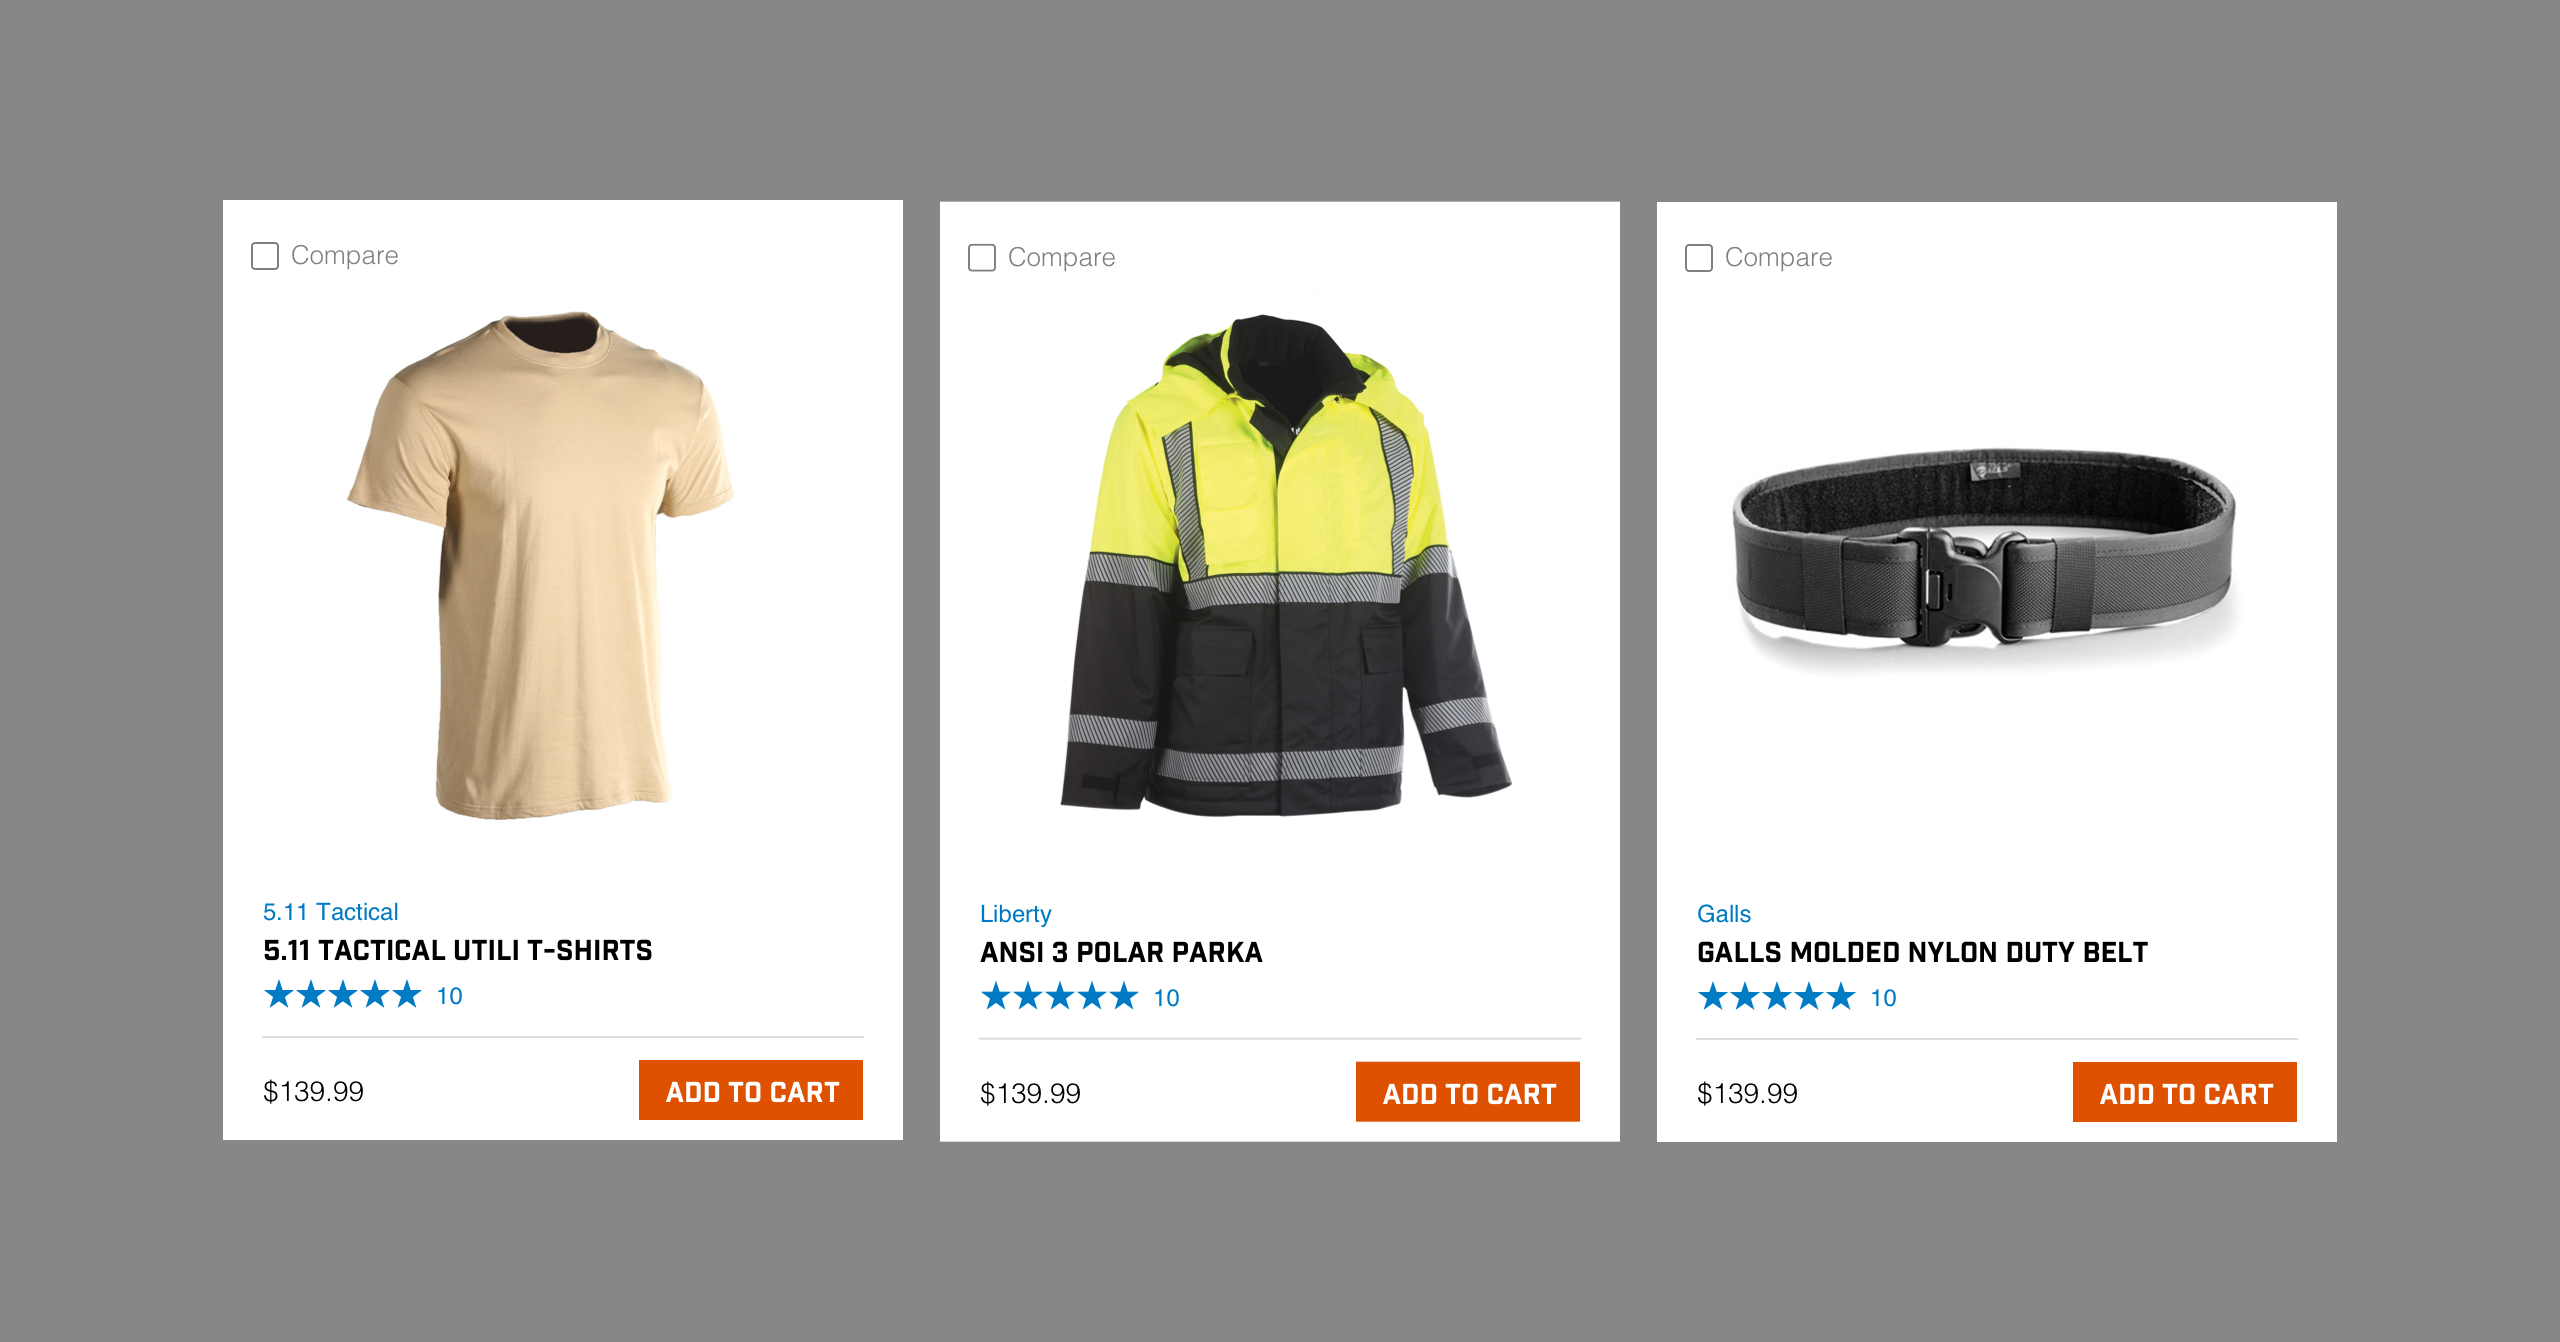 Compare
5.11 Tactical
5.11 TACTICAL UTILI T-SHIRTS
10
$139.99
ADD TO CART
Compare
Liberty
ANSI 3 POLAR PARKA
10
$139.99
ADD TO CART
Compare
Galls
Galls
GALLS MOLDED NYLON DUTY BELT
10
$139.99
ADD TO CART